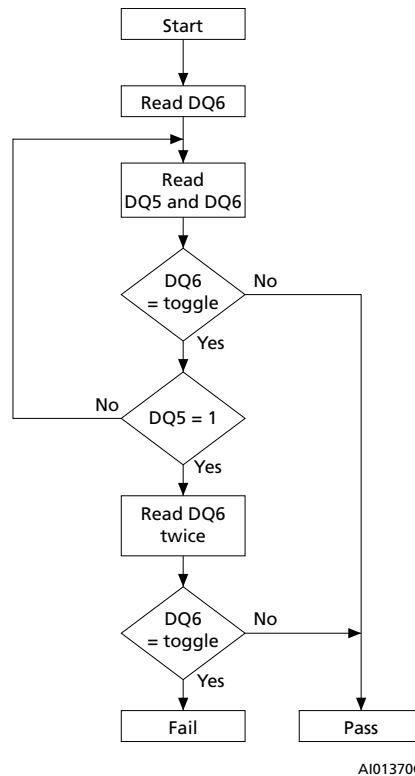 Start
Read DQ6
Read
DQ5 and DQ6
DQ6
= toggle
No
Yes
No
DQ5 = 1
Yes
Read DQ6
twice
DQ6
= toggle
No
Yes
Fail
Pass